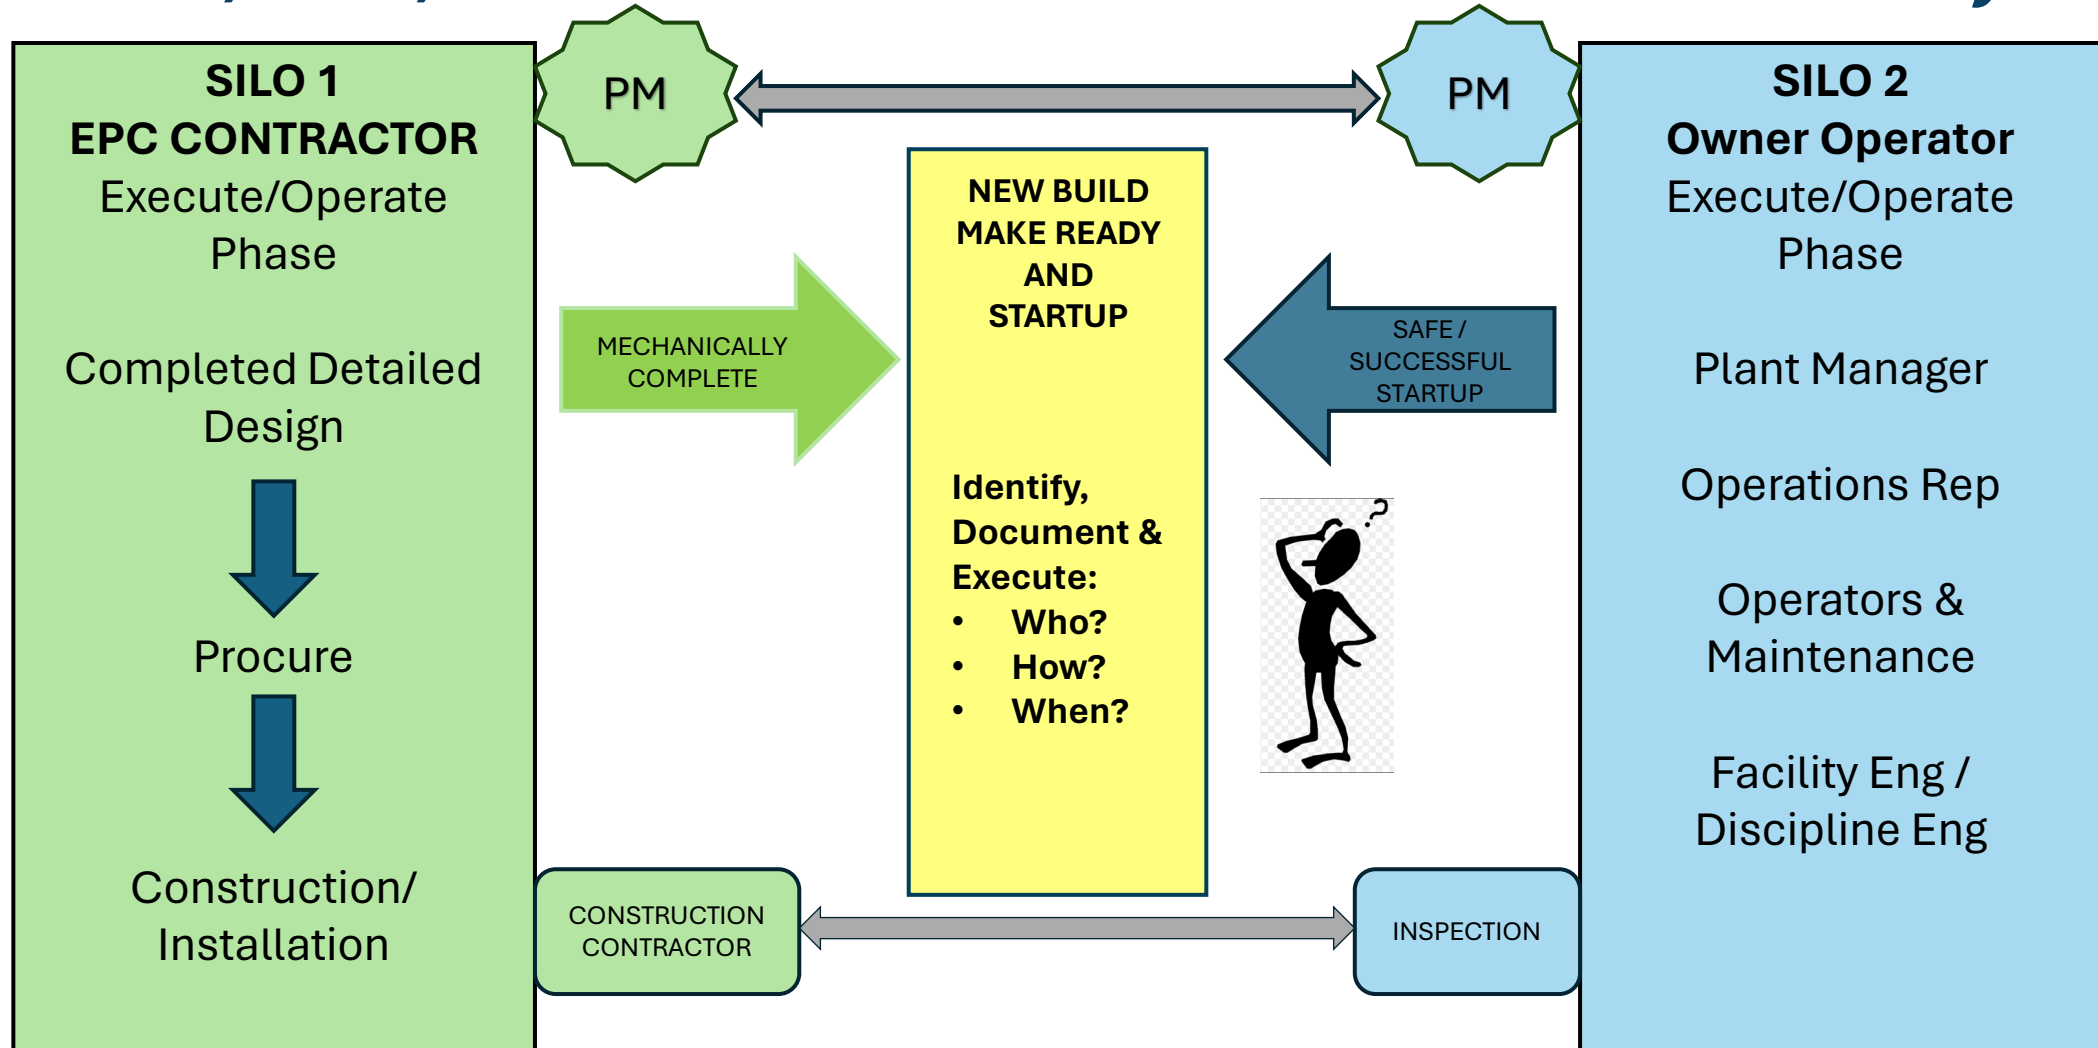 SILO 1
EPC CONTRACTOR
Execute/Operate
Phase
Completed Detailed
Design
Procure
Construction/
Installation
PM
PM
NEW BUILD
MAKE READY
AND
STARTUP
MECHANICALLY
COMPLETE
SAFE /
SUCCESSFUL
STARTUP
Identify,
Document &
Execute:
• Who?
• How?
• When?
?
CONSTRUCTION
CONTRACTOR
INSPECTION
SILO 2
Owner Operator
Execute/Operate
Phase
Plant Manager
Operations Rep
Operators &
Maintenance
Facility Eng /
Discipline Eng